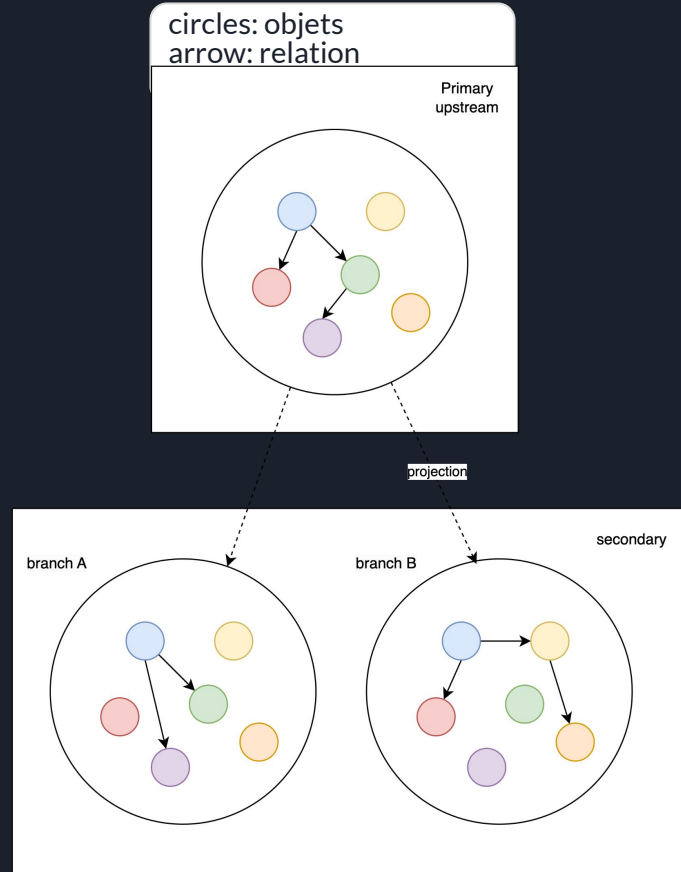 circles: objets
arrow: relation
Primary
upstream
projection
secondary
branch A
branch B